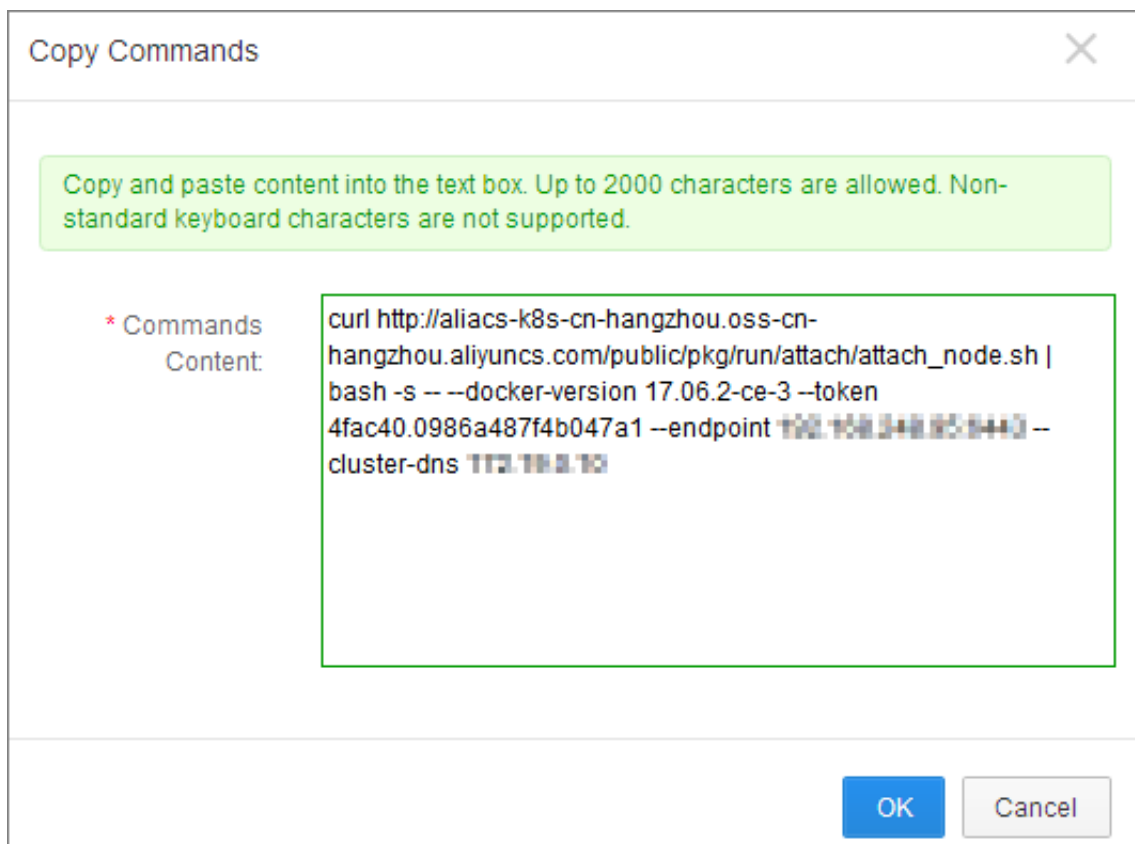 Copy Commands
Copy and paste content into the text box. Up to 2000 characters are allowed. Non-
standard keyboard characters are not supported.
* Commands
Content:
curl http://aliacs-k8s-cn-hangzhou.oss-cn-
hangzhou.aliyuncs.com/public/pkg/run/attach/attach_node.sh |
bash -s -- --docker-version 17.06.2-ce-3 --token
4fac40.0986a487f4b047a1 --endpoint --
cluster-dns
OK
Cancel